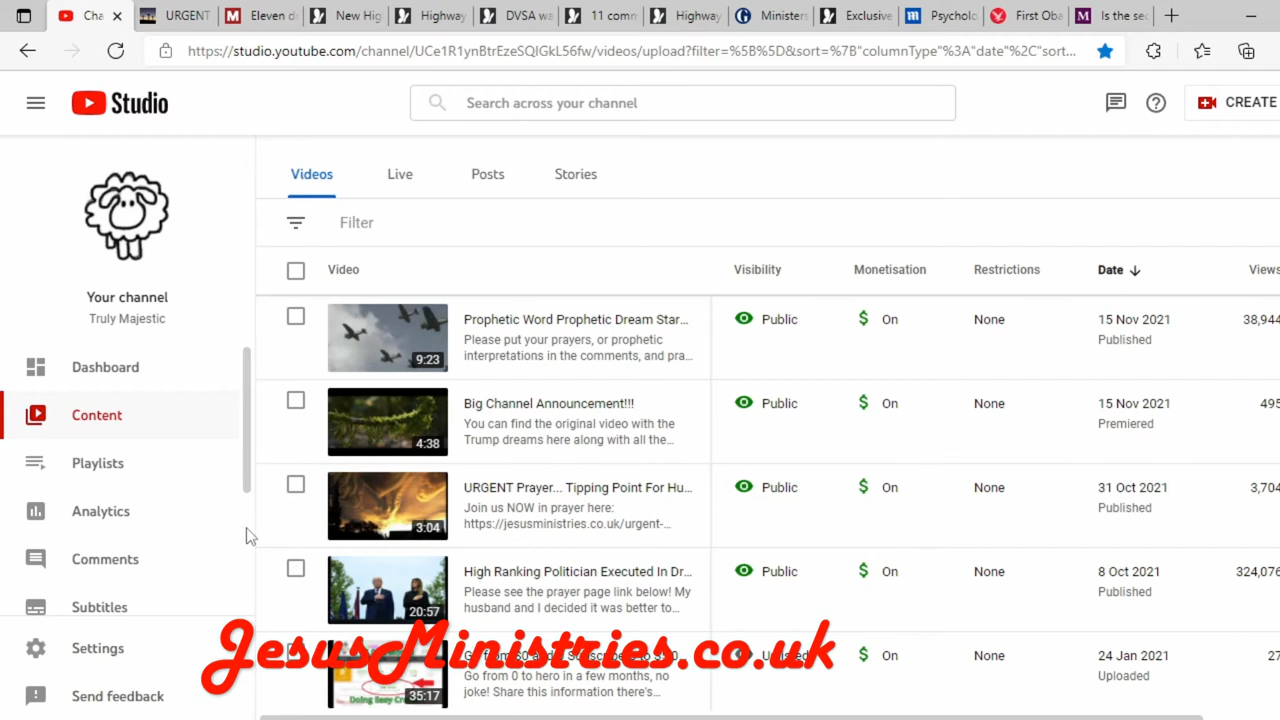 Cha
URGENT
Eleven d
New Hig
Highway
DVSA wa
11 comm
Highway
Ministers
Exclusive
Psycholo
First Oba
Is the sec
https://studio.youtube.com/channel/UCe1R1ynBtrEzeSQIGkL56fw/videos/upload?filter=%5B%5D&sort=%7B"columnType"%3A"date"%2C"sort...
Studio
Search across your channel
CREATE
Videos
Live
Posts
Stories
Filter
Your channel
Truly Majestic
Dashboard
Content
Playlists
Analytics
Comments
Subtitles
Settings
Send feedback
Video
Visibility
Monetisation
Restrictions
Date
Views
9:23
Prophetic Word Prophetic Dream Star...
Please put your prayers, or prophetic
interpretations in the comments, and pra...
Public
On
None
15 Nov 2021
Published
38,944
4:38
Big Channel Announcement!!!
You can find the original video with the
Trump dreams here along with all the...
Public
On
None
15 Nov 2021
Premiered
495
3:04
URGENT Prayer... Tipping Point For Hu...
Join us NOW in prayer here:
https://jesusministries.co.uk/urgent-...
Public
On
None
31 Oct 2021
Published
3,704
20:57
High Ranking Politician Executed In Dr...
Please see the prayer page link below! My
husband and I decided it was better to...
Public
On
None
8 Oct 2021
Published
324,076
35:17
Doing Easy
Go from 0 to hero in a few months, no
joke! Share this information there's...
On
None
24 Jan 2021
Uploaded
27
JesusMinistries.co.uk